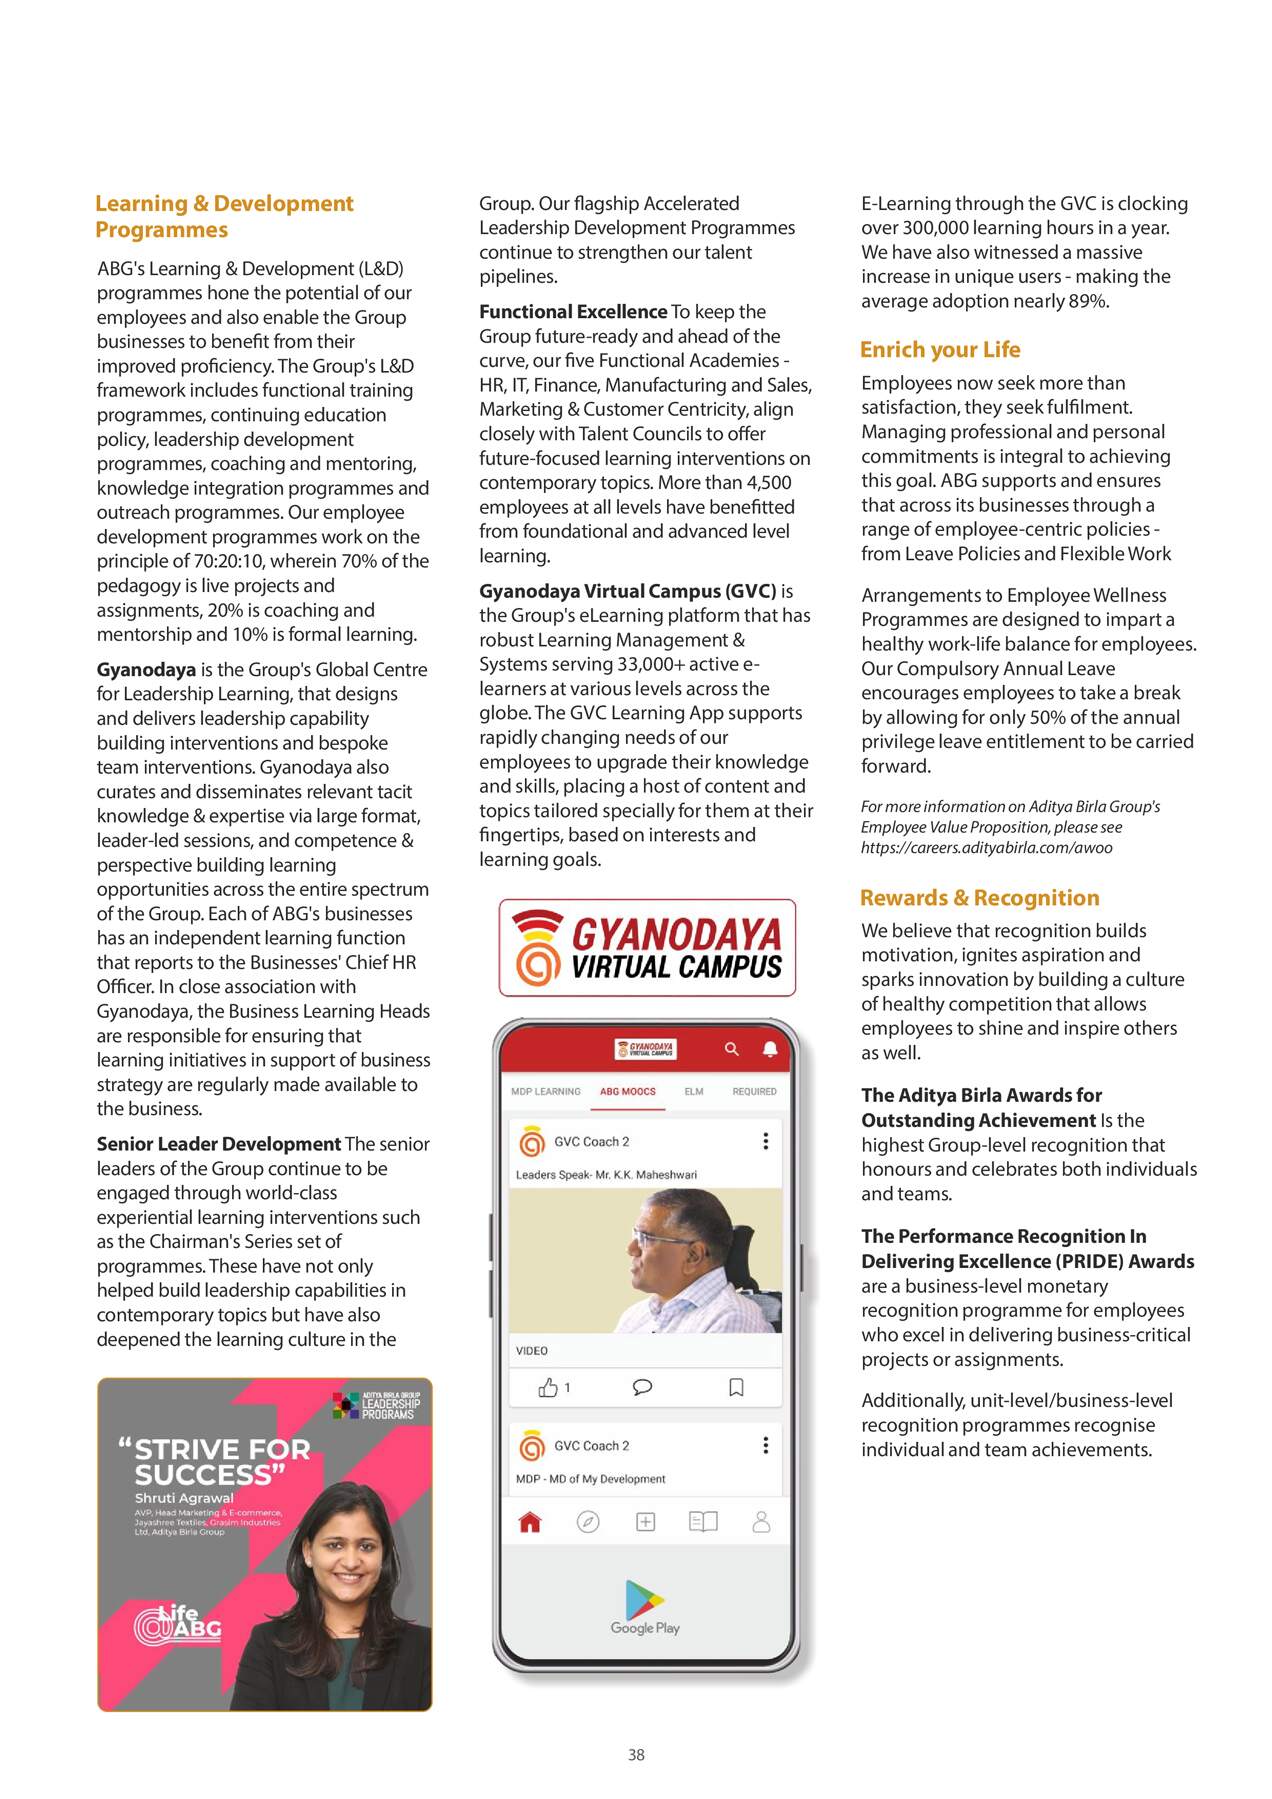 Learning & Development
Programmes
ABG's Learning & Development (L&D)
programmes hone the potential of our
employees and also enable the Group
businesses to benefit from their
improved proficiency. The Group's L&D
framework includes functional training
programmes, continuing education
policy, leadership development
programmes, coaching and mentoring,
knowledge integration programmes and
outreach programmes. Our employee
development programmes work on the
principle of 70:20:10, wherein 70% of the
pedagogy is live projects and
assignments, 20% is coaching and
mentorship and 10% is formal learning.
Gyanodaya is the Group's Global Centre
for Leadership Learning, that designs
and delivers leadership capability
building interventions and bespoke
team interventions. Gyanodaya also
curates and disseminates relevant tacit
knowledge & expertise via large format,
leader-led sessions, and competence &
perspective building learning
opportunities across the entire spectrum
of the Group. Each of ABG's businesses
has an independent learning function
that reports to the Businesses' Chief HR
Officer. In close association with
Gyanodaya, the Business Learning Heads
are responsible for ensuring that
learning initiatives in support of business
strategy are regularly made available to
the business.
Senior Leader Development The senior
leaders of the Group continue to be
engaged through world-class
experiential learning interventions such
as the Chairman's Series set of
programmes. These have not only
helped build leadership capabilities in
contemporary topics but have also
deepened the learning culture in the
ADITYA BIRLA GROUP
LEADERSHIP
PROGRAMS
“STRIVE FOR
SUCCESS”
Shruti Agrawal
AVP, Head Marketing & E-commerce,
Jayashree Textiles, Grasim Industries
Ltd, Aditya Birla Group
Life
@ABG
Group. Our flagship Accelerated
Leadership Development Programmes
continue to strengthen our talent
pipelines.
Functional Excellence To keep the
Group future-ready and ahead of the
curve, our five Functional Academies -
HR, IT, Finance, Manufacturing and Sales,
Marketing & Customer Centricity, align
closely with Talent Councils to offer
future-focused learning interventions on
contemporary topics. More than 4,500
employees at all levels have benefitted
from foundational and advanced level
learning.
Gyanodaya Virtual Campus (GVC) is
the Group's eLearning platform that has
robust Learning Management &
Systems serving 33,000+ active e-
learners at various levels across the
globe. The GVC Learning App supports
rapidly changing needs of our
employees to upgrade their knowledge
and skills, placing a host of content and
topics tailored specially for them at their
fingertips, based on interests and
learning goals.
GYANODAYA
VIRTUAL CAMPUS
GYANODAYA
VIRTUAL CAMPUS
MDP LEARNING ABG MOOCS ELM REQUIRED
GVC Coach 2
Leaders Speak- Mr. K.K. Maheshwari
VIDEO
1
GVC Coach 2
MDP - MD of My Development
Google Play
E-Learning through the GVC is clocking
over 300,000 learning hours in a year.
We have also witnessed a massive
increase in unique users - making the
average adoption nearly 89%.
Enrich your Life
Employees now seek more than
satisfaction, they seek fulfilment.
Managing professional and personal
commitments is integral to achieving
this goal. ABG supports and ensures
that across its businesses through a
range of employee-centric policies -
from Leave Policies and Flexible Work
Arrangements to Employee Wellness
Programmes are designed to impart a
healthy work-life balance for employees.
Our Compulsory Annual Leave
encourages employees to take a break
by allowing for only 50% of the annual
privilege leave entitlement to be carried
forward.
For more information on Aditya Birla Group's
Employee Value Proposition, please see
https://careers.adityabirla.com/awoo
Rewards & Recognition
We believe that recognition builds
motivation, ignites aspiration and
sparks innovation by building a culture
of healthy competition that allows
employees to shine and inspire others
as well.
The Aditya Birla Awards for
Outstanding Achievement Is the
highest Group-level recognition that
honours and celebrates both individuals
and teams.
The Performance Recognition In
Delivering Excellence (PRIDE) Awards
are a business-level monetary
recognition programme for employees
who excel in delivering business-critical
projects or assignments.
Additionally, unit-level/business-level
recognition programmes recognise
individual and team achievements.
38